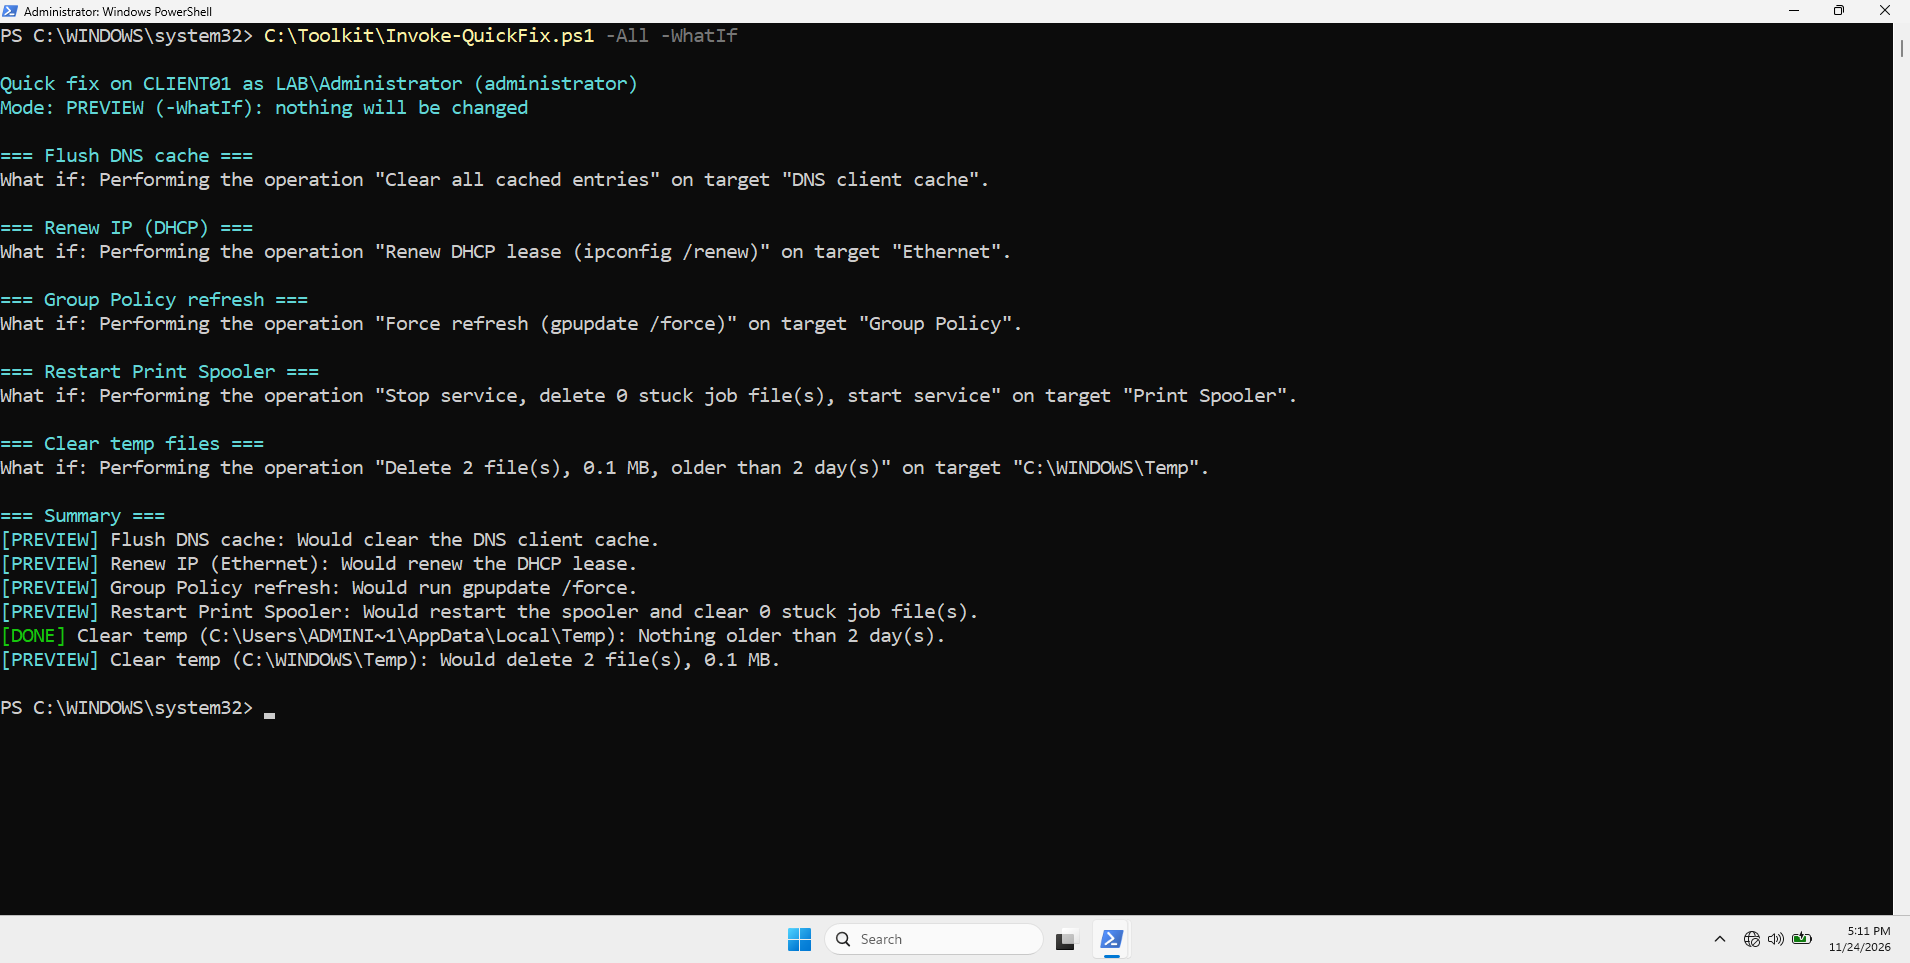 Administrator: Windows PowerShell
PS C:\WINDOWS\system32> C:\Toolkit\Invoke-QuickFix.ps1 -All -WhatIf
Quick fix on CLIENT01 as LAB\Administrator (administrator)
Mode: PREVIEW (-WhatIf): nothing will be changed
=== Flush DNS cache ===
What if: Performing the operation "Clear all cached entries" on target "DNS client cache".
=== Renew IP (DHCP) ===
What if: Performing the operation "Renew DHCP lease (ipconfig /renew)" on target "Ethernet".
=== Group Policy refresh ===
What if: Performing the operation "Force refresh (gpupdate /force)" on target "Group Policy".
=== Restart Print Spooler ===
What if: Performing the operation "Stop service, delete 0 stuck job file(s), start service" on target "Print Spooler".
=== Clear temp files ===
What if: Performing the operation "Delete 2 file(s), 0.1 MB, older than 2 day(s)" on target "C:\WINDOWS\Temp".
=== Summary ===
[PREVIEW] Flush DNS cache: Would clear the DNS client cache.
[PREVIEW] Renew IP (Ethernet): Would renew the DHCP lease.
[PREVIEW] Group Policy refresh: Would run gpupdate /force.
[PREVIEW] Restart Print Spooler: Would restart the spooler and clear 0 stuck job file(s).
[DONE] Clear temp (C:\Users\ADMINI~1\AppData\Local\Temp): Nothing older than 2 day(s).
[PREVIEW] Clear temp (C:\WINDOWS\Temp): Would delete 2 file(s), 0.1 MB.
PS C:\WINDOWS\system32>
Search
5:11 PM
11/24/2026